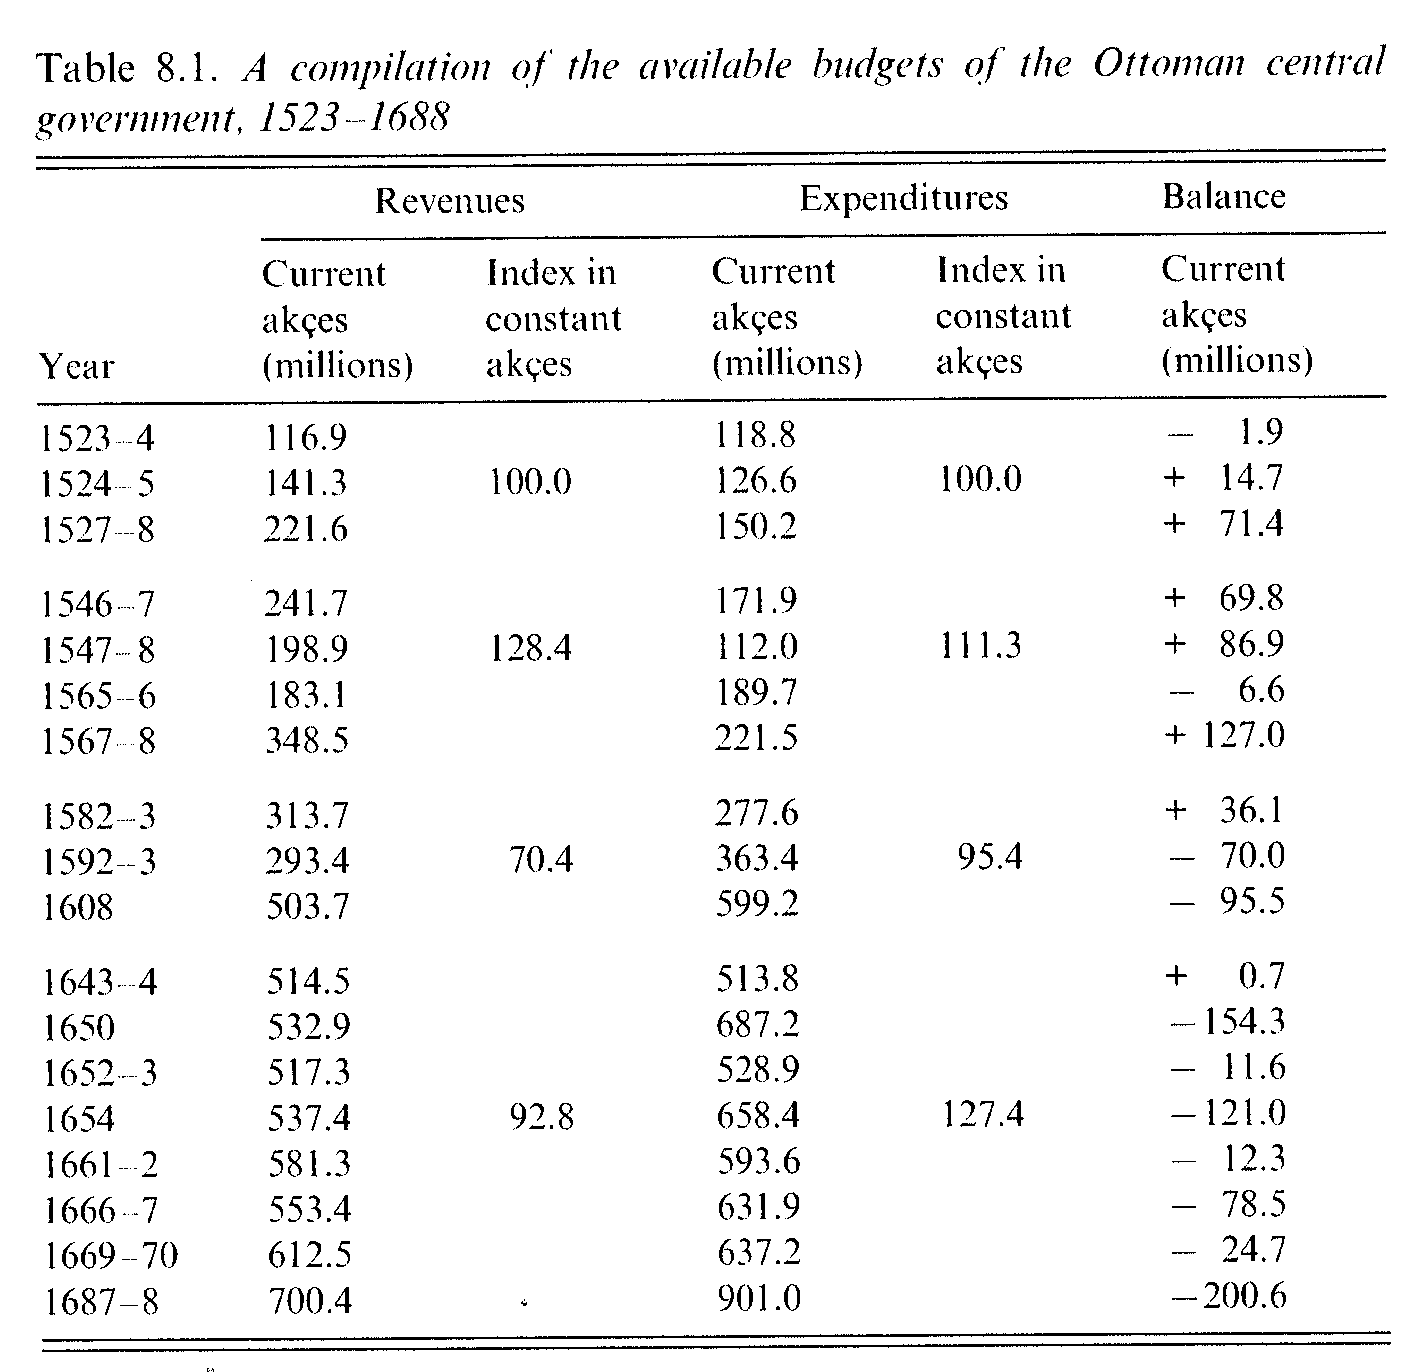 Table 8.1. A compilation of the available budgets of the Ottoman central
government, 1523–1688
Revenues Expenditures Balance
Current Index in Current Index in Current
akçes constant akçes constant akçes
Year (millions) akçes (millions) akçes (millions)
1523–4 116.9 118.8 − 1.9
1524–5 141.3 100.0 126.6 100.0 + 14.7
1527–8 221.6 150.2 + 71.4
1546–7 241.7 171.9 + 69.8
1547–8 198.9 128.4 112.0 111.3 + 86.9
1565–6 183.1 189.7 − 6.6
1567–8 348.5 221.5 + 127.0
1582–3 313.7 277.6 + 36.1
1592–3 293.4 70.4 363.4 95.4 − 70.0
1608 503.7 599.2 − 95.5
1643–4 514.5 513.8 + 0.7
1650 532.9 687.2 − 154.3
1652–3 517.3 528.9 − 11.6
1654 537.4 92.8 658.4 127.4 − 121.0
1661–2 581.3 593.6 − 12.3
1666–7 553.4 631.9 − 78.5
1669–70 612.5 637.2 − 24.7
1687–8 700.4 901.0 − 200.6